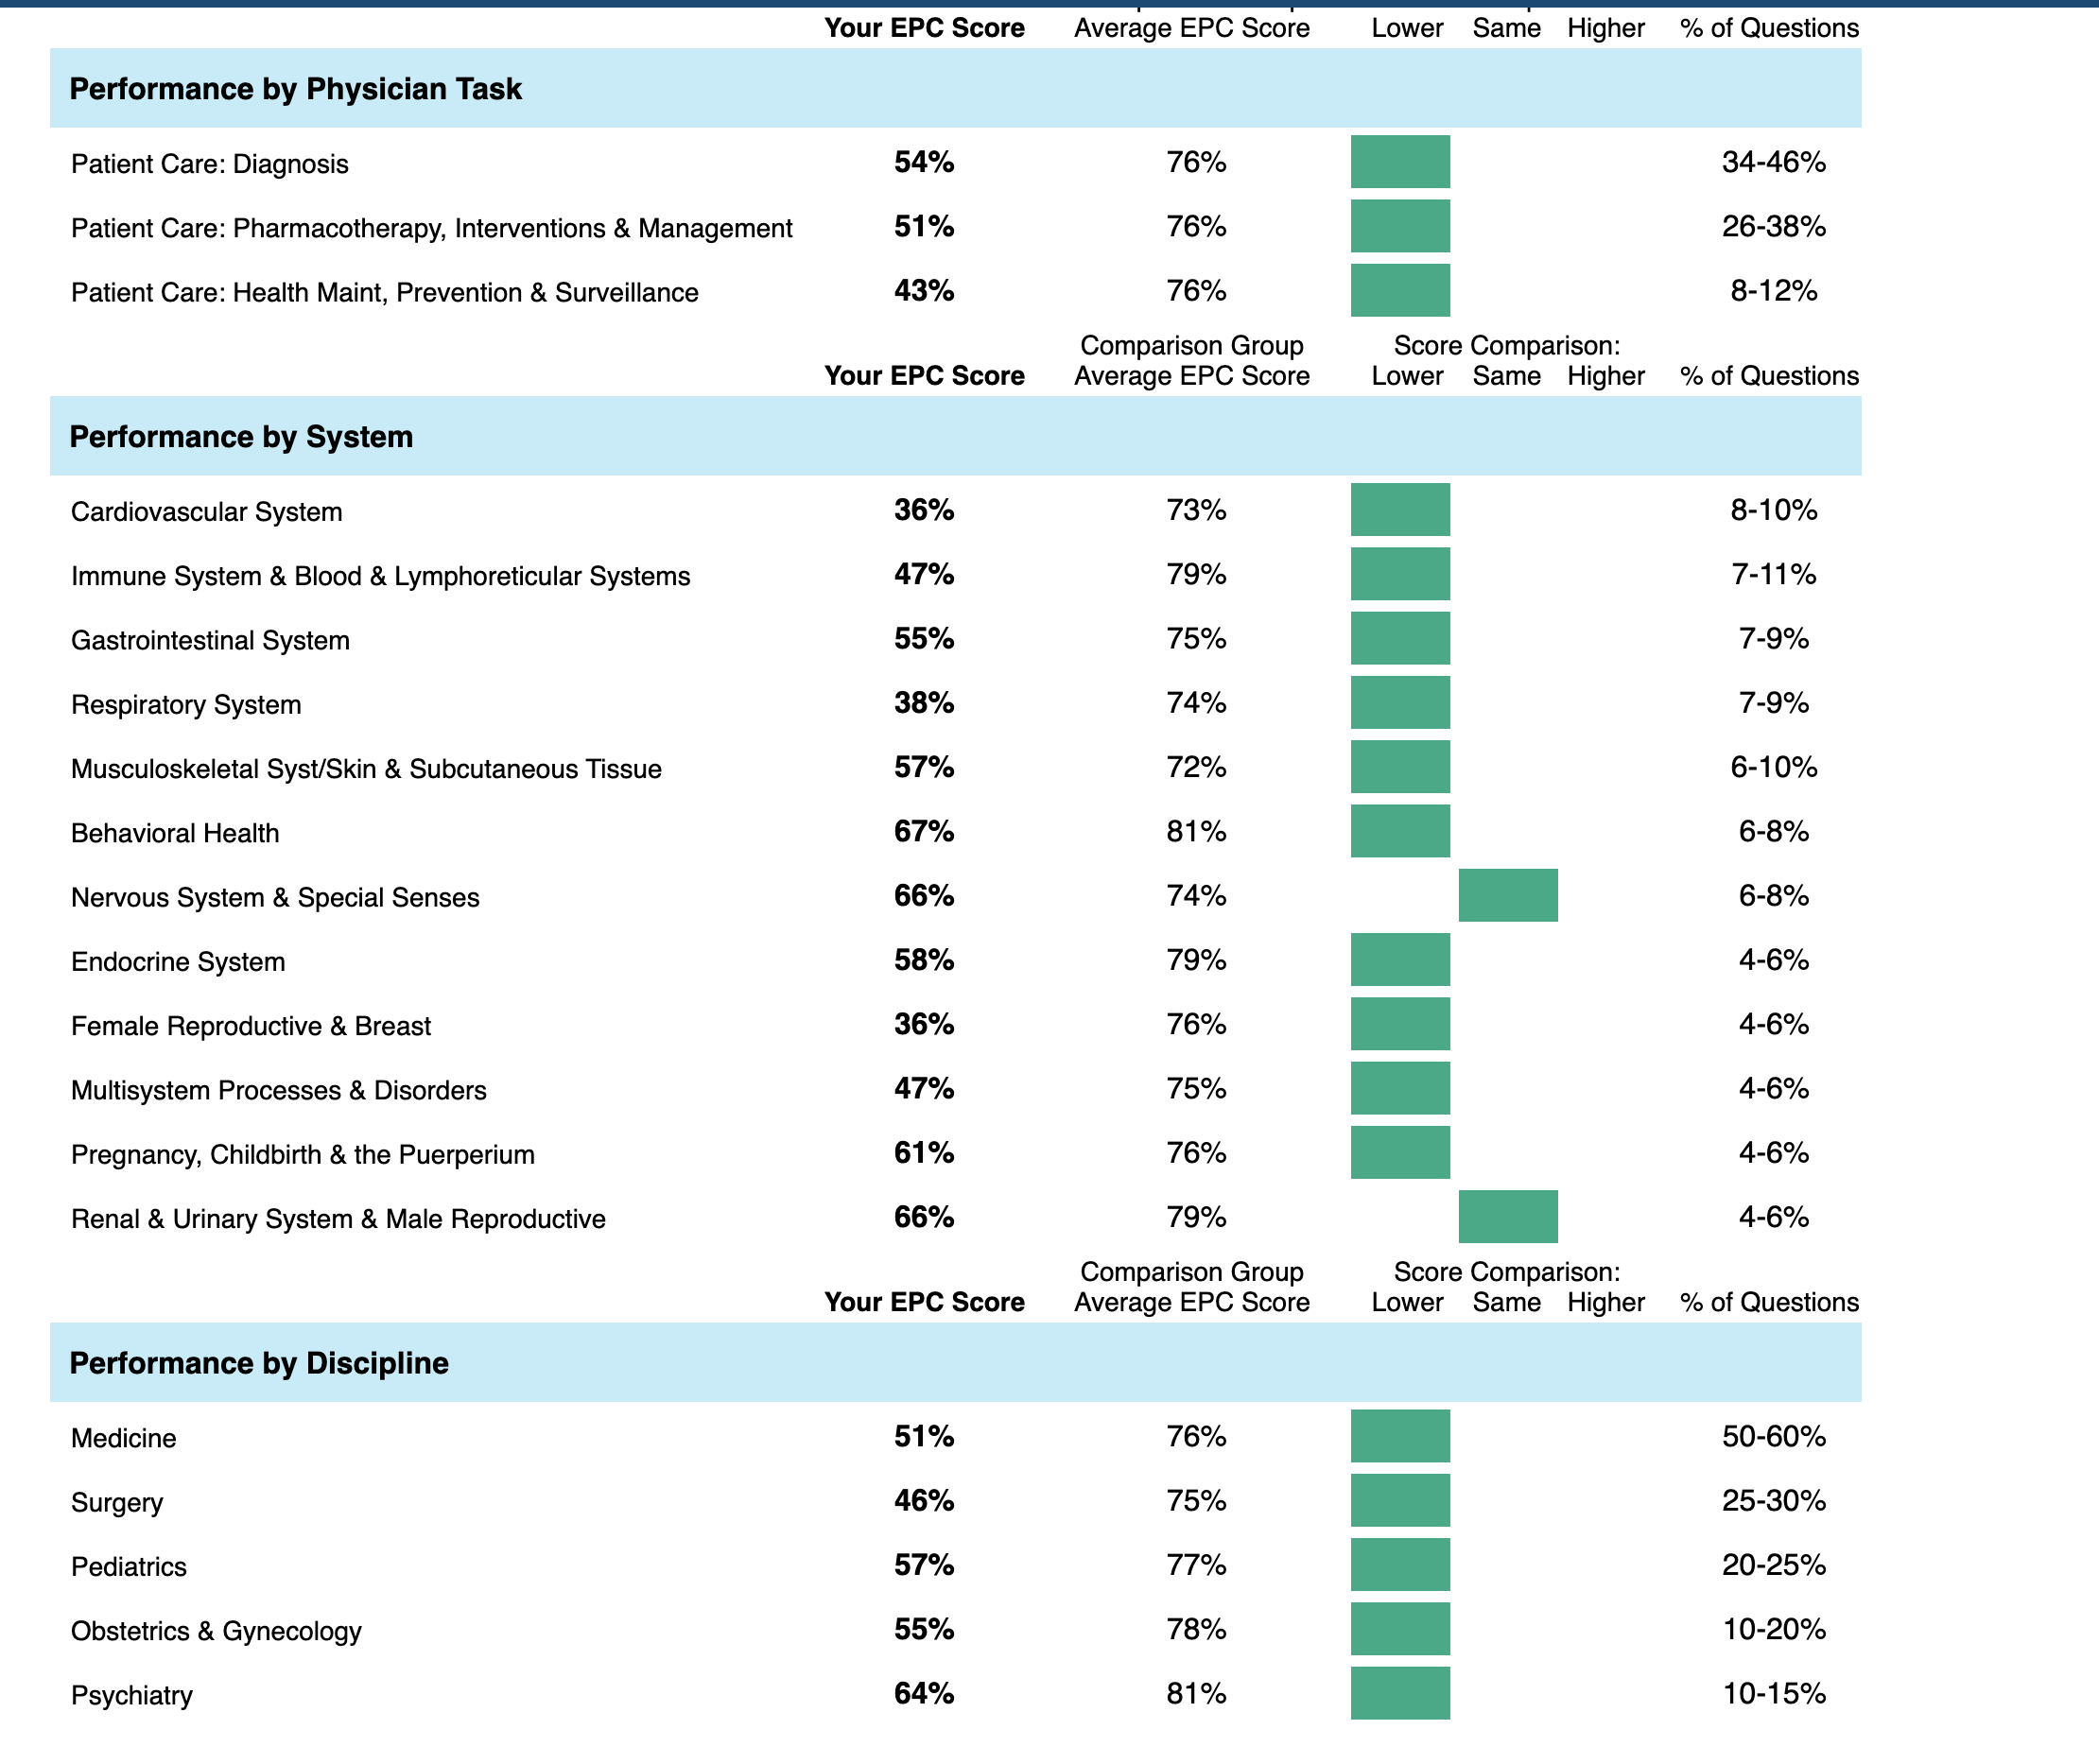 Your EPC Score Average EPC Score Lower Same Higher % of Questions
Performance by Physician Task
Patient Care: Diagnosis 54% 76% 34-46%
Patient Care: Pharmacotherapy, Interventions & Management 51% 76% 26-38%
Patient Care: Health Maint, Prevention & Surveillance 43% 76% 8-12%
Comparison Group Score Comparison:
Your EPC Score Average EPC Score Lower Same Higher % of Questions
Performance by System
Cardiovascular System 36% 73% 8-10%
Immune System & Blood & Lymphoreticular Systems 47% 79% 7-11%
Gastrointestinal System 55% 75% 7-9%
Respiratory System 38% 74% 7-9%
Musculoskeletal Syst/Skin & Subcutaneous Tissue 57% 72% 6-10%
Behavioral Health 67% 81% 6-8%
Nervous System & Special Senses 66% 74% 6-8%
Endocrine System 58% 79% 4-6%
Female Reproductive & Breast 36% 76% 4-6%
Multisystem Processes & Disorders 47% 75% 4-6%
Pregnancy, Childbirth & the Puerperium 61% 76% 4-6%
Renal & Urinary System & Male Reproductive 66% 79% 4-6%
Comparison Group Score Comparison:
Your EPC Score Average EPC Score Lower Same Higher % of Questions
Performance by Discipline
Medicine 51% 76% 50-60%
Surgery 46% 75% 25-30%
Pediatrics 57% 77% 20-25%
Obstetrics & Gynecology 55% 78% 10-20%
Psychiatry 64% 81% 10-15%